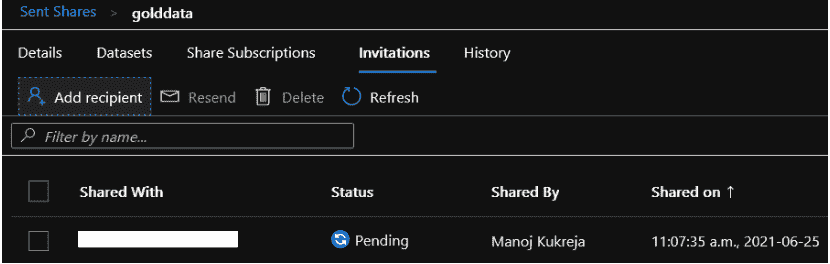 Sent Shares > golddata
Details Datasets Share Subscriptions Invitations History
Add recipient Resend Delete Refresh
Filter by name...
Shared With Status Shared By Shared on ↑
Pending Manoj Kukreja 11:07:35 a.m., 2021-06-25